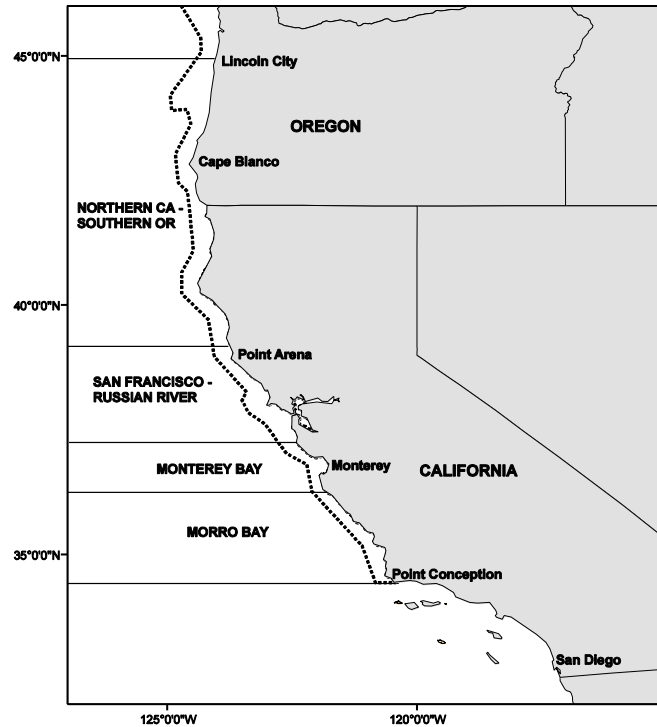 45°0'0"N
Lincoln City
OREGON
Cape Blanco
NORTHERN CA -
SOUTHERN OR
40°0'0"N
Point Arena
SAN FRANCISCO -
RUSSIAN RIVER
MONTEREY BAY
Monterey
CALIFORNIA
MORRO BAY
35°0'0"N
Point Conception
San Diego
125°0'0"W
120°0'0"W